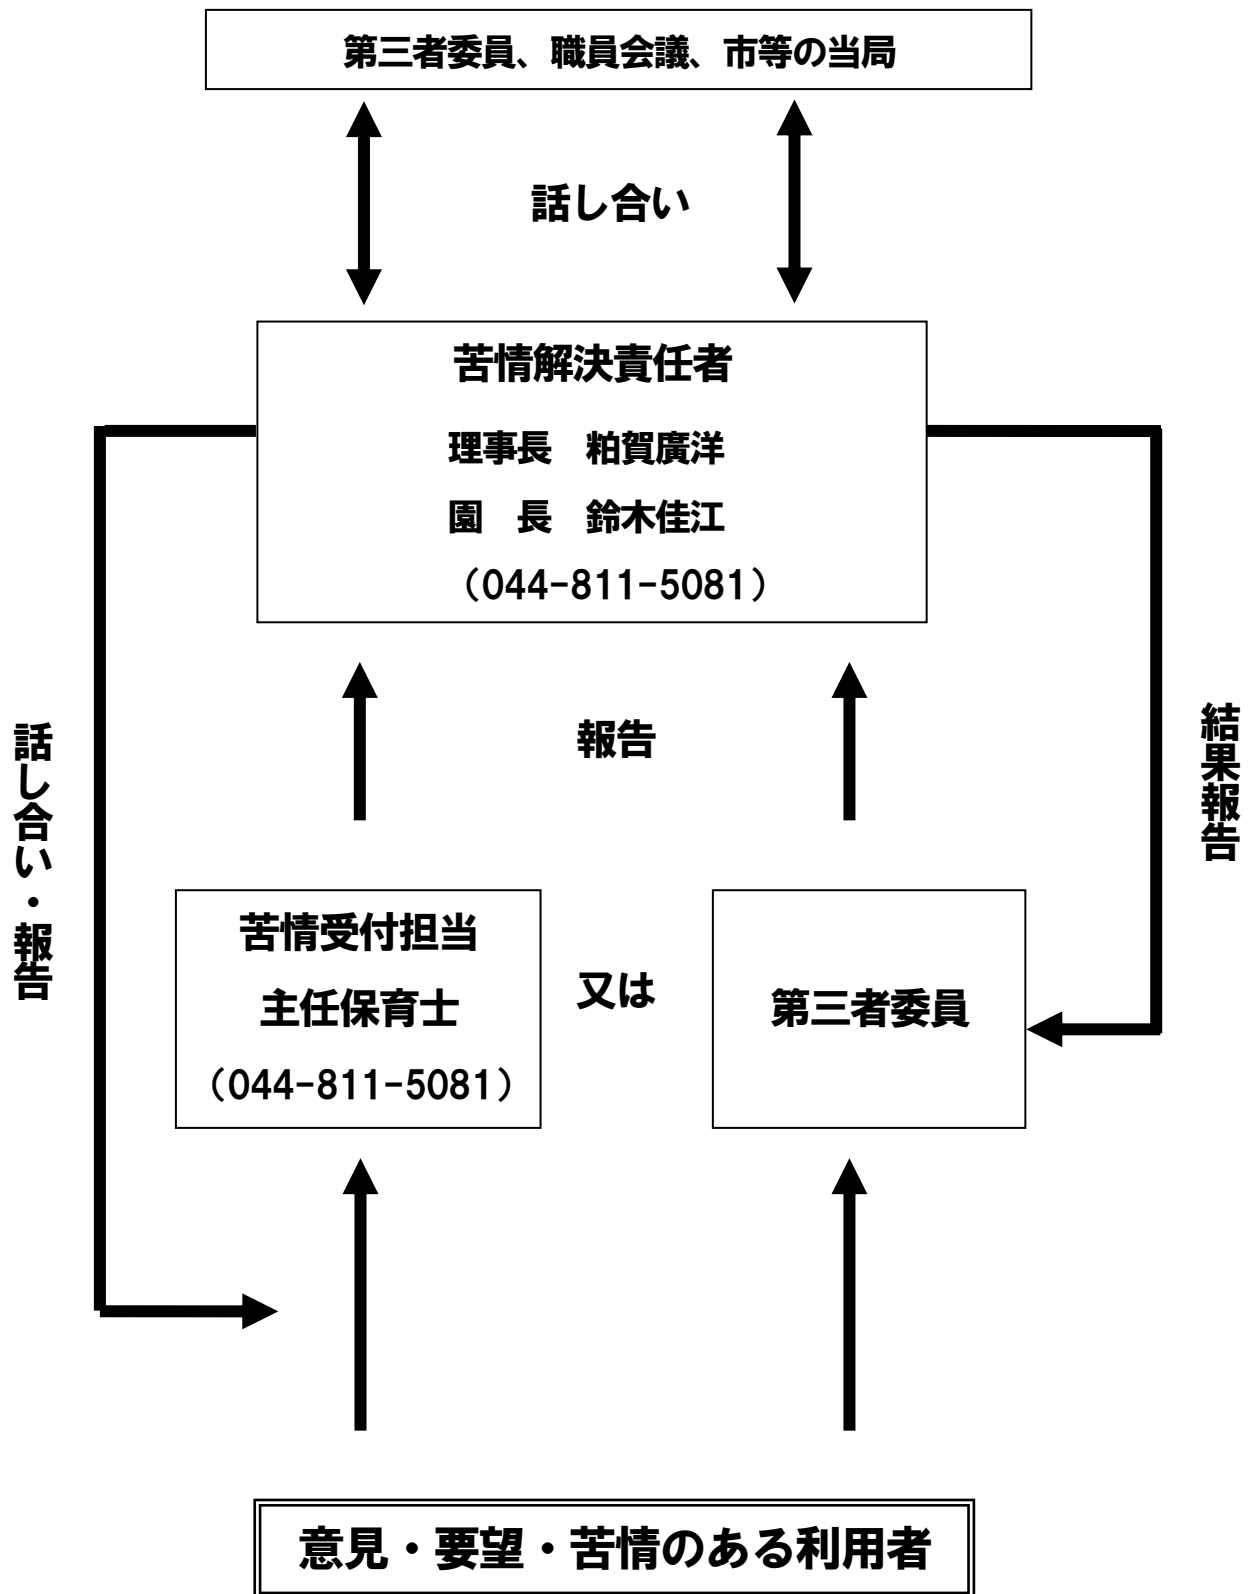 第三者委員、職員会議、市等の当局
話し合い
苦情解決責任者
理事長　粕賀廣洋
園　長　鈴木佳江
（044-811-5081）
話し合い・報告
報告
結果報告
苦情受付担当
主任保育士
（044-811-5081）
又は
第三者委員
意見・要望・苦情のある利用者